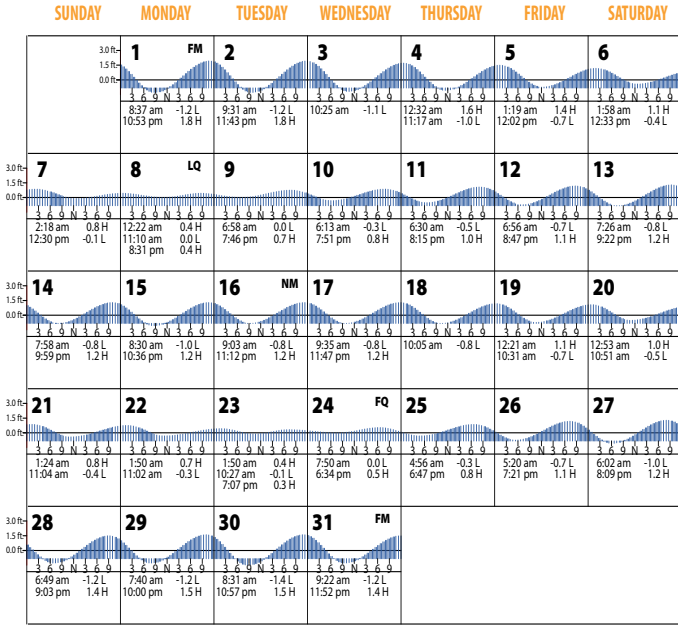 SUNDAY MONDAY TUESDAY WEDNESDAY THURSDAY FRIDAY SATURDAY
3.0 ft
1.5 ft
0.0 ft
1 FM
3 6 9 N 3 6 9
8:37 am -1.2 L
10:53 pm 1.8 H
2
3 6 9 N 3 6 9
9:31 am -1.2 L
11:43 pm 1.8 H
3
3 6 9 N 3 6 9
10:25 am -1.1 L
4
3 6 9 N 3 6 9
12:32 am 1.6 H
11:17 am -1.0 L
5
3 6 9 N 3 6 9
1:19 am 1.4 H
12:02 pm -0.7 L
6
3 6 9 N 3 6 9
1:58 am 1.1 H
12:33 pm -0.4 L
3.0 ft
1.5 ft
0.0 ft
7
3 6 9 N 3 6 9
2:18 am 0.8 H
12:30 pm -0.1 L
8 LQ
3 6 9 N 3 6 9
12:22 am 0.4 H
11:10 am 0.0 L
8:31 pm 0.4 H
9
3 6 9 N 3 6 9
6:58 am 0.0 L
7:46 pm 0.7 H
10
3 6 9 N 3 6 9
6:13 am -0.3 L
7:51 pm 0.8 H
11
3 6 9 N 3 6 9
6:30 am -0.5 L
8:15 pm 1.0 H
12
3 6 9 N 3 6 9
6:56 am -0.7 L
8:47 pm 1.1 H
13
3 6 9 N 3 6 9
7:26 am -0.8 L
9:22 pm 1.2 H
3.0 ft
1.5 ft
0.0 ft
14
3 6 9 N 3 6 9
7:58 am -0.8 L
9:59 pm 1.2 H
15
3 6 9 N 3 6 9
8:30 am -1.0 L
10:36 pm 1.2 H
16 NM
3 6 9 N 3 6 9
9:03 am -0.8 L
11:12 pm 1.2 H
17
3 6 9 N 3 6 9
9:35 am -0.8 L
11:47 pm 1.2 H
18
3 6 9 N 3 6 9
10:05 am -0.8 L
19
3 6 9 N 3 6 9
12:21 am 1.1 H
10:31 am -0.7 L
20
3 6 9 N 3 6 9
12:53 am 1.0 H
10:51 am -0.5 L
3.0 ft
1.5 ft
0.0 ft
21
3 6 9 N 3 6 9
1:24 am 0.8 H
11:04 am -0.4 L
22
3 6 9 N 3 6 9
1:50 am 0.7 H
11:02 am -0.3 L
23
3 6 9 N 3 6 9
1:50 am 0.4 H
10:27 am -0.1 L
7:07 pm 0.3 H
24 FQ
3 6 9 N 3 6 9
7:50 am 0.0 L
6:34 pm 0.5 H
25
3 6 9 N 3 6 9
4:56 am -0.3 L
6:47 pm 0.8 H
26
3 6 9 N 3 6 9
5:20 am -0.7 L
7:21 pm 1.1 H
27
3 6 9 N 3 6 9
6:02 am -1.0 L
8:09 pm 1.2 H
3.0 ft
1.5 ft
0.0 ft
28
3 6 9 N 3 6 9
6:49 am -1.2 L
9:03 pm 1.4 H
29
3 6 9 N 3 6 9
7:40 am -1.2 L
10:00 pm 1.5 H
30
3 6 9 N 3 6 9
8:31 am -1.4 L
10:57 pm 1.5 H
31 FM
3 6 9 N 3 6 9
9:22 am -1.2 L
11:52 pm 1.4 H